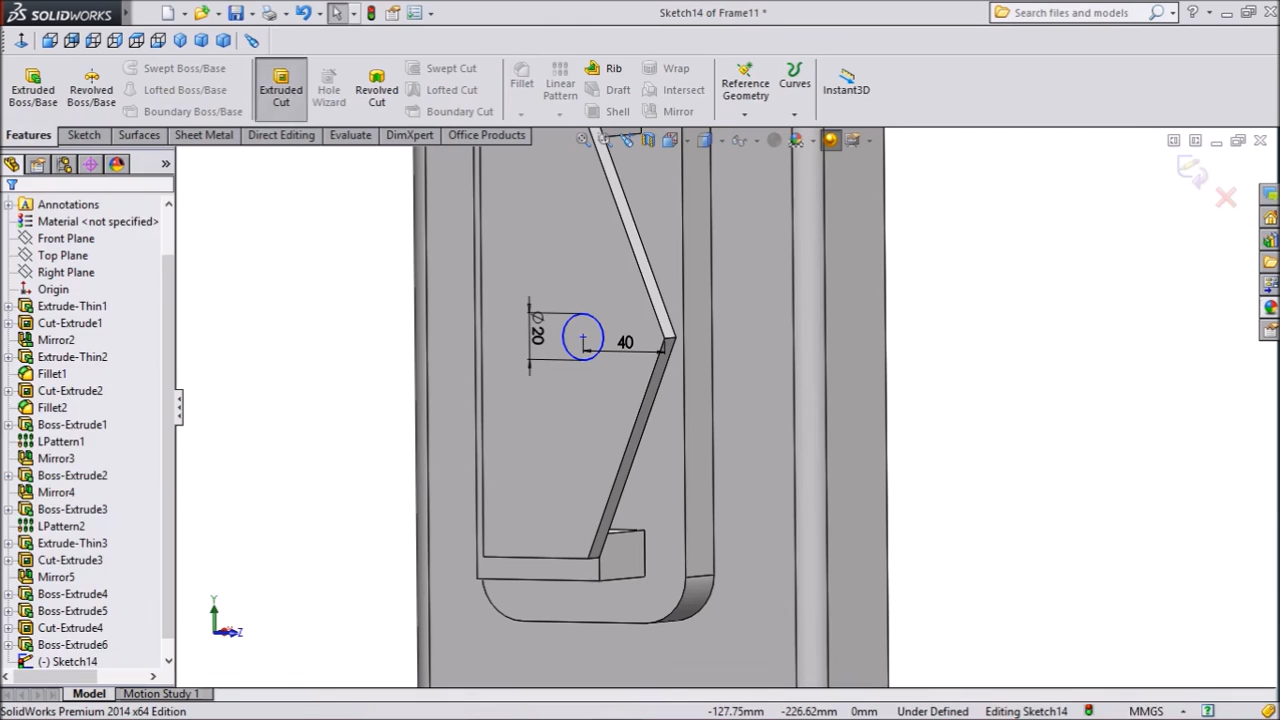 SOLIDWORKS
Sketch14 of Frame11 *
Search files and models
Extruded Boss/Base
Revolved Boss/Base
Swept Boss/Base
Lofted Boss/Base
Boundary Boss/Base
Extruded Cut
Hole Wizard
Revolved Cut
Swept Cut
Lofted Cut
Boundary Cut
Fillet
Linear Pattern
Rib
Draft
Shell
Wrap
Intersect
Mirror
Reference Geometry
Curves
Instant3D
Features
Sketch
Surfaces
Sheet Metal
Direct Editing
Evaluate
DimXpert
Office Products
Annotations
Material <not specified>
Front Plane
Top Plane
Right Plane
Origin
Extrude-Thin1
Cut-Extrude1
Mirror2
Extrude-Thin2
Fillet1
Cut-Extrude2
Fillet2
Boss-Extrude1
LPattern1
Mirror3
Boss-Extrude2
Mirror4
Boss-Extrude3
LPattern2
Extrude-Thin3
Cut-Extrude3
Mirror5
Boss-Extrude4
Boss-Extrude5
Cut-Extrude4
Boss-Extrude6
(-) Sketch14
∅20
40
Y
Z
Model
Motion Study 1
SolidWorks Premium 2014 x64 Edition
-127.75mm
-226.62mm
0mm
Under Defined
Editing Sketch14
MMGS